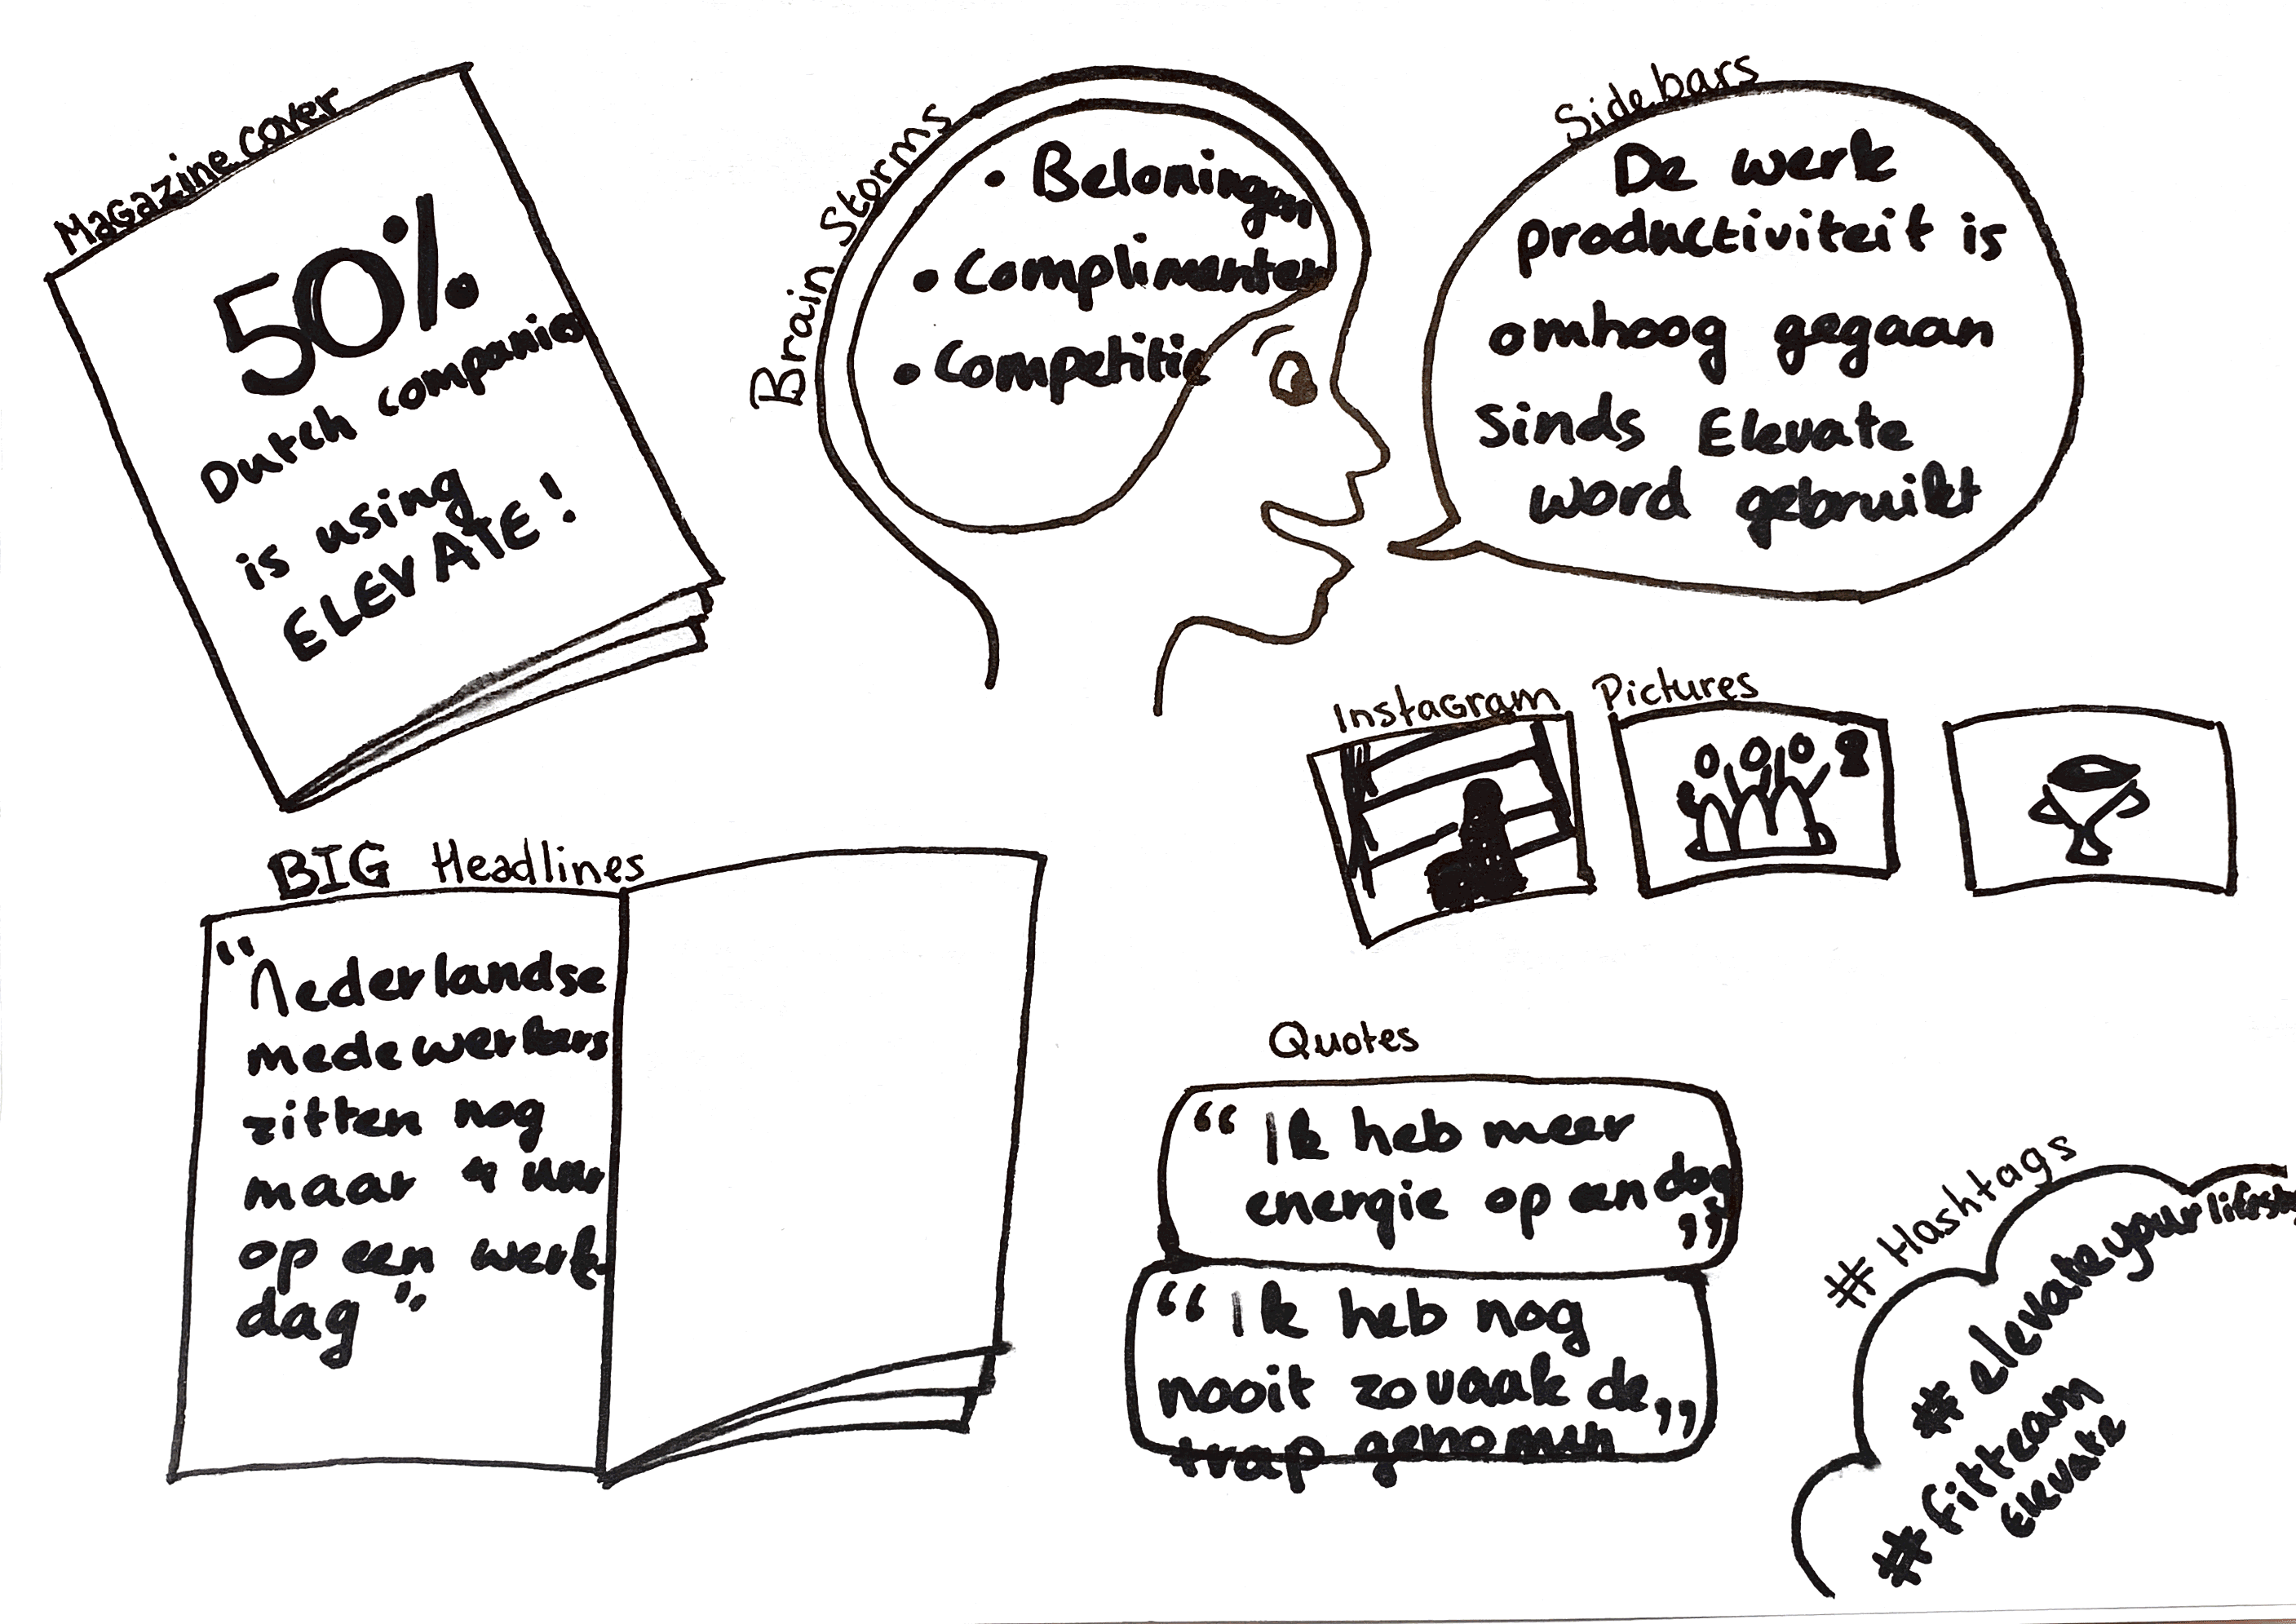 Magazine cover
50%
Dutch companies
is using
ELEVATE!
Brain Storms
• Beloningen
• Complimenten
• Competitie
Sidebars
De werk
productiviteit is
omhoog gegaan
sinds Elevate
word gebruikt
Instagram Pictures
BIG Headlines
"Nederlandse
medewerkers
zitten nog
maar 4 uur
op een werk-
dag"
Quotes
“Ik heb meer
energie op een dag”
“Ik heb nog
nooit zo vaak de
trap genomen”
# Hashtags
# elevateyourlifestyle
# fitteam
Elevate